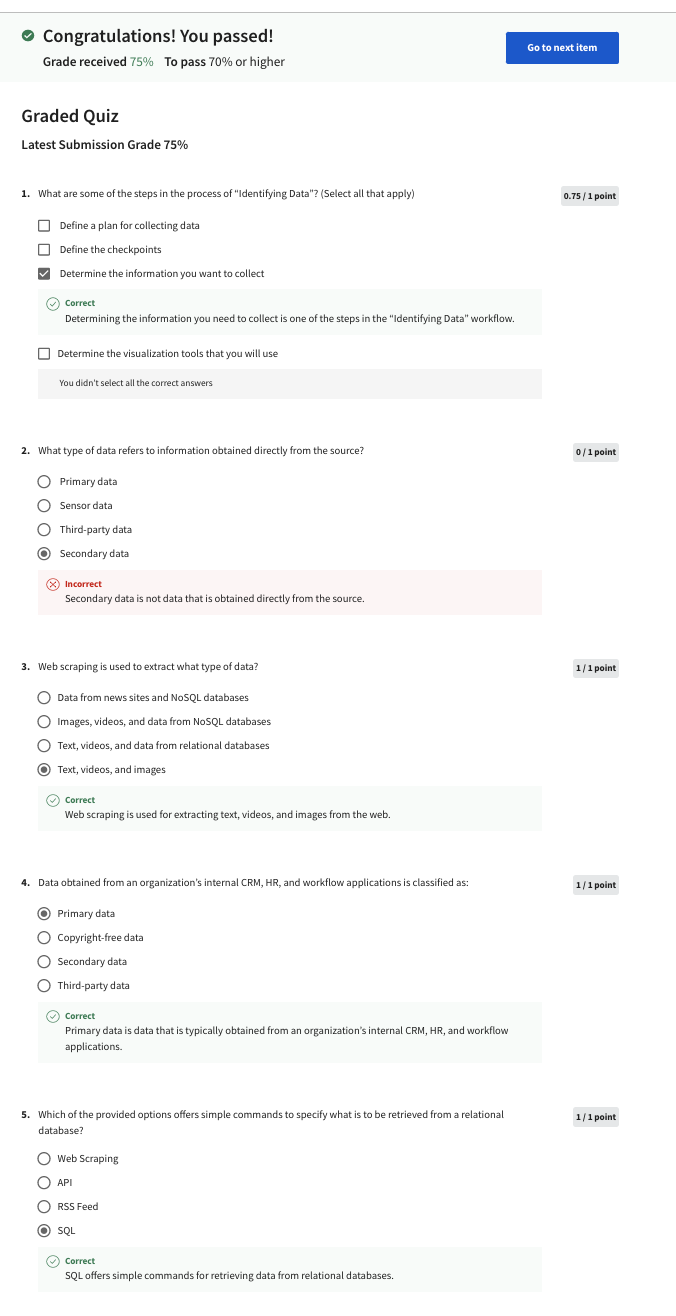 Congratulations! You passed!
Go to next item
Grade received 75% To pass 70% or higher
Graded Quiz
Latest Submission Grade 75%
1. What are some of the steps in the process of “Identifying Data”? (Select all that apply)
0.75 / 1 point
Define a plan for collecting data
Define the checkpoints
Determine the information you want to collect
Correct
Determining the information you need to collect is one of the steps in the “Identifying Data” workflow.
Determine the visualization tools that you will use
You didn’t select all the correct answers
2. What type of data refers to information obtained directly from the source?
0 / 1 point
Primary data
Sensor data
Third-party data
Secondary data
Incorrect
Secondary data is not data that is obtained directly from the source.
3. Web scraping is used to extract what type of data?
1 / 1 point
Data from news sites and NoSQL databases
Images, videos, and data from NoSQL databases
Text, videos, and data from relational databases
Text, videos, and images
Correct
Web scraping is used for extracting text, videos, and images from the web.
4. Data obtained from an organization’s internal CRM, HR, and workflow applications is classified as:
1 / 1 point
Primary data
Copyright-free data
Secondary data
Third-party data
Correct
Primary data is data that is typically obtained from an organization’s internal CRM, HR, and workflow
applications.
5. Which of the provided options offers simple commands to specify what is to be retrieved from a relational
database?
1 / 1 point
Web Scraping
API
RSS Feed
SQL
Correct
SQL offers simple commands for retrieving data from relational databases.